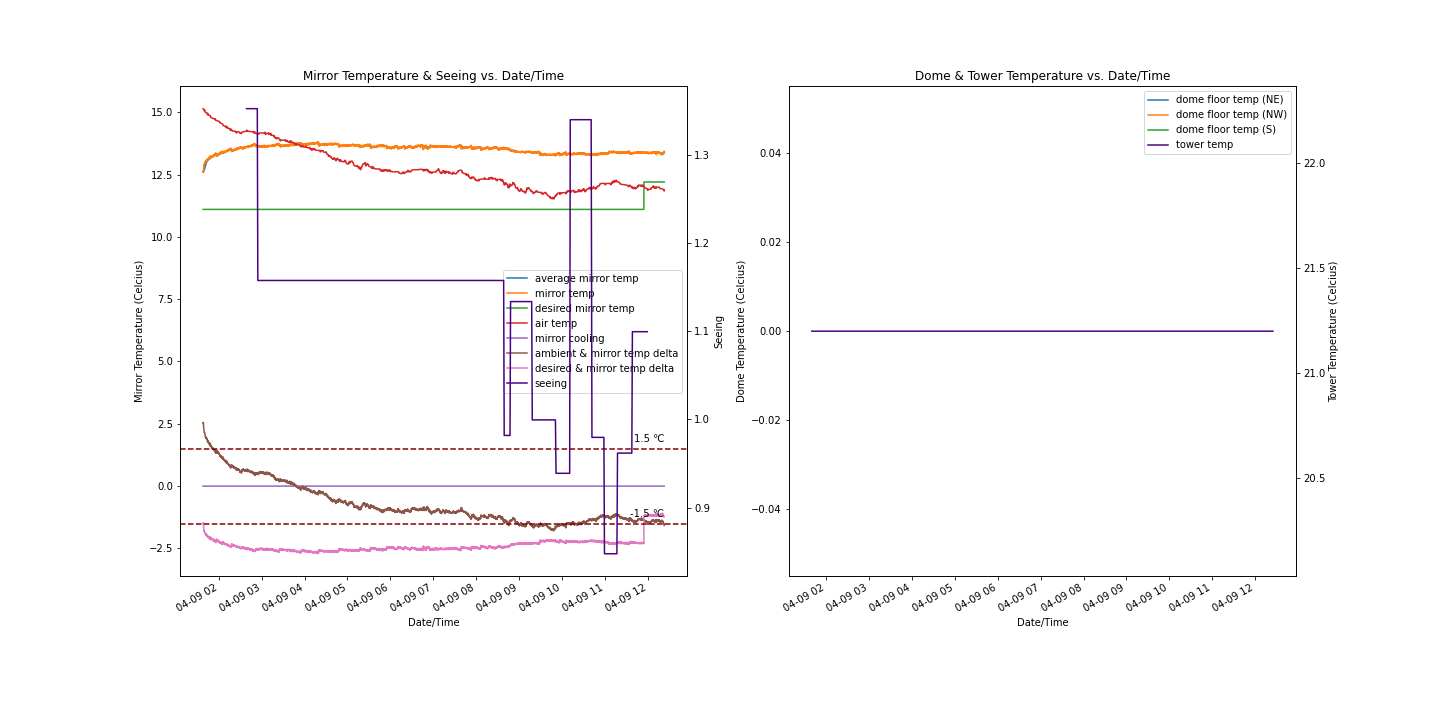 Mirror Temperature & Seeing vs. Date/Time
Mirror Temperature (Celcius)
15.0
12.5
10.0
7.5
5.0
2.5
0.0
−2.5
1.3
1.2
1.1
1.0
0.9
Seeing
average mirror temp
mirror temp
desired mirror temp
air temp
mirror cooling
ambient & mirror temp delta
desired & mirror temp delta
seeing
1.5 °C
-1.5 °C
04-09 02
04-09 03
04-09 04
04-09 05
04-09 06
04-09 07
04-09 08
04-09 09
04-09 10
04-09 11
04-09 12
Date/Time
Dome & Tower Temperature vs. Date/Time
Dome Temperature (Celcius)
0.04
0.02
0.00
−0.02
−0.04
dome floor temp (NE)
dome floor temp (NW)
dome floor temp (S)
tower temp
22.0
21.5
21.0
20.5
Tower Temperature (Celcius)
04-09 02
04-09 03
04-09 04
04-09 05
04-09 06
04-09 07
04-09 08
04-09 09
04-09 10
04-09 11
04-09 12
Date/Time